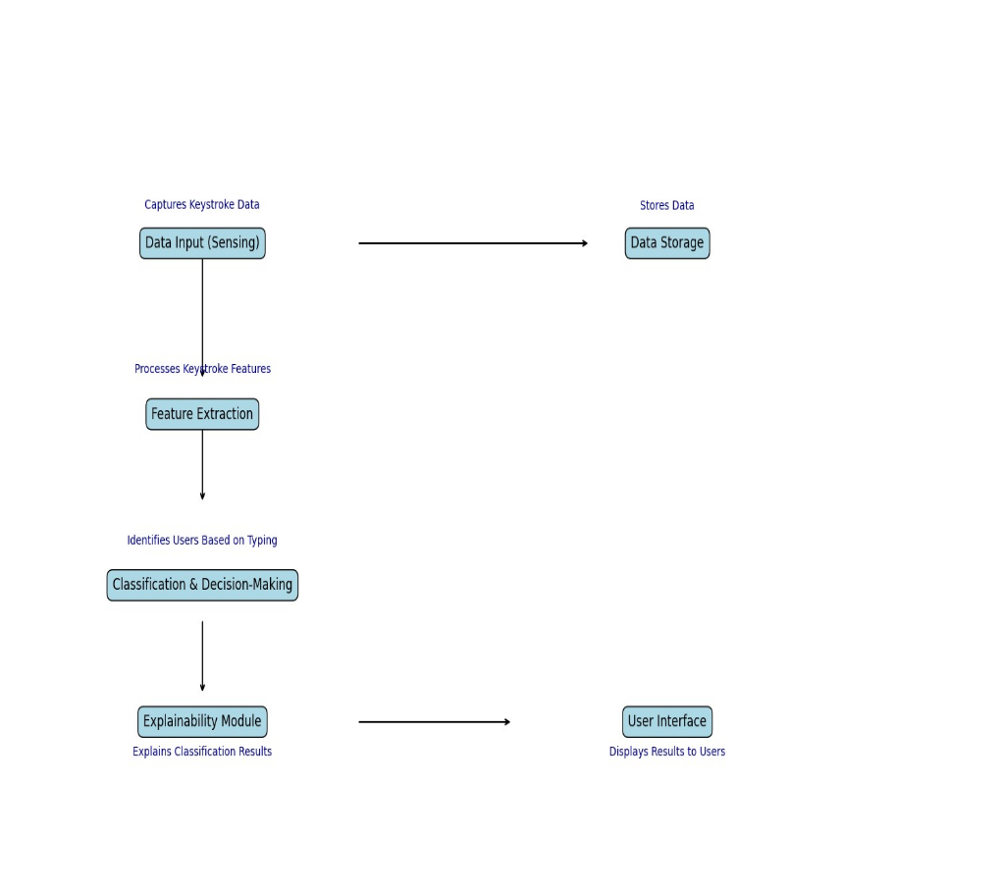 Captures Keystroke Data
Stores Data
Data Input (Sensing)
Data Storage
Processes Keystroke Features
Feature Extraction
Identifies Users Based on Typing
Classification & Decision-Making
Explainability Module
User Interface
Explains Classification Results
Displays Results to Users